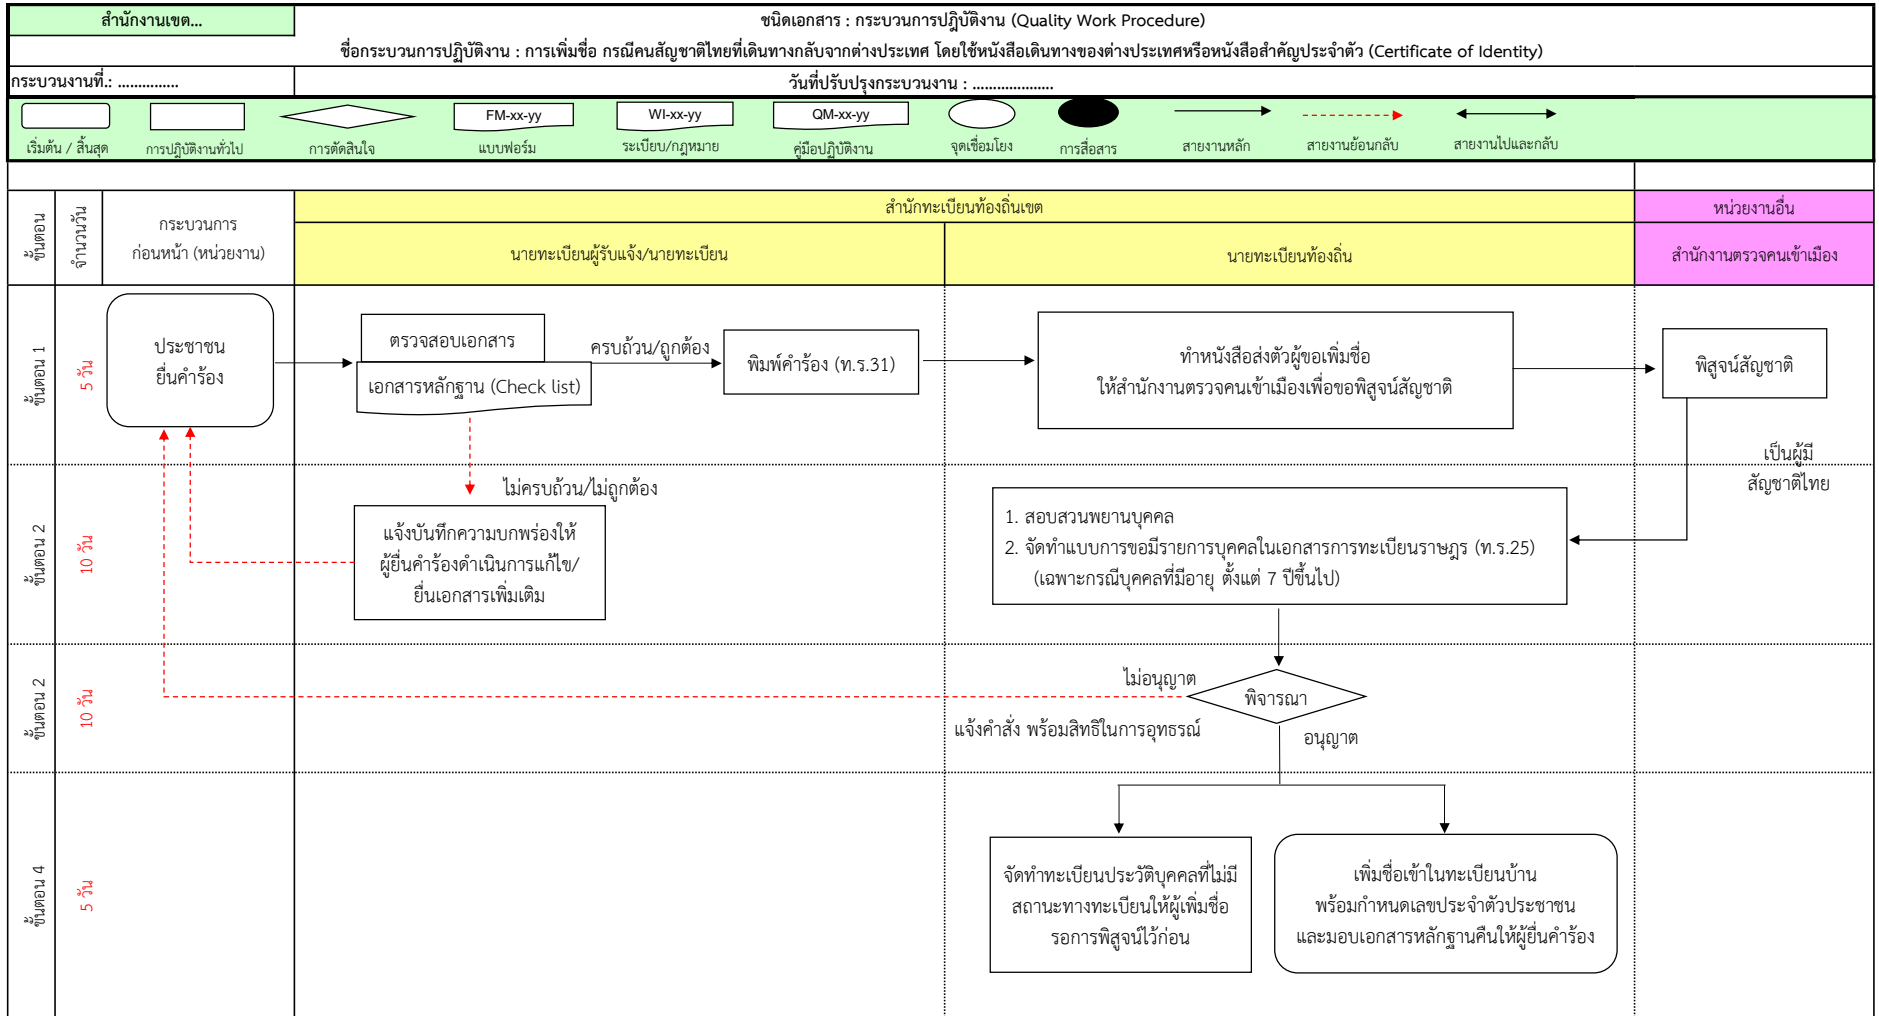 สำนักงานเขต...
ชนิดเอกสาร : กระบวนการปฏิบัติงาน (Quality Work Procedure)
ชื่อกระบวนการปฏิบัติงาน : การเพิ่มชื่อ กรณีคนสัญชาติไทยที่เดินทางกลับจากต่างประเทศ โดยใช้หนังสือเดินทางของต่างประเทศหรือหนังสือสำคัญประจำตัว (Certificate of Identity)
กระบวนงานที่.: ...............
วันที่ปรับปรุงกระบวนงาน : ....................
FM-xx-yy
WI-xx-yy
QM-xx-yy
เริ่มต้น / สิ้นสุด
การปฏิบัติงานทั่วไป
การตัดสินใจ
แบบฟอร์ม
ระเบียบ/กฎหมาย
คู่มือปฏิบัติงาน
จุดเชื่อมโยง
การสื่อสาร
สายงานหลัก
สายงานย้อนกลับ
สายงานไปและกลับ
ขั้นตอน
จำนวนวัน
กระบวนการ
ก่อนหน้า (หน่วยงาน)
สำนักทะเบียนท้องถิ่นเขต
หน่วยงานอื่น
นายทะเบียนผู้รับแจ้ง/นายทะเบียน
นายทะเบียนท้องถิ่น
สำนักงานตรวจคนเข้าเมือง
ขั้นตอน 1
5 วัน
ประชาชน
ยื่นคำร้อง
ตรวจสอบเอกสาร
เอกสารหลักฐาน (Check list)
ครบถ้วน/ถูกต้อง
พิมพ์คำร้อง (ท.ร.31)
ทำหนังสือส่งตัวผู้ขอเพิ่มชื่อ
ให้สำนักงานตรวจคนเข้าเมืองเพื่อขอพิสูจน์สัญชาติ
พิสูจน์สัญชาติ
เป็นผู้มี
สัญชาติไทย
ขั้นตอน 2
10 วัน
ไม่ครบถ้วน/ไม่ถูกต้อง
แจ้งบันทึกความบกพร่องให้
ผู้ยื่นคำร้องดำเนินการแก้ไข/
ยื่นเอกสารเพิ่มเติม
1. สอบสวนพยานบุคคล
2. จัดทำแบบการขอมีรายการบุคคลในเอกสารการทะเบียนราษฎร (ท.ร.25)
(เฉพาะกรณีบุคคลที่มีอายุ ตั้งแต่ 7 ปีขึ้นไป)
ขั้นตอน 2
10 วัน
ไม่อนุญาต
พิจารณา
แจ้งคำสั่ง พร้อมสิทธิในการอุทธรณ์
อนุญาต
ขั้นตอน 4
5 วัน
จัดทำทะเบียนประวัติบุคคลที่ไม่มี
สถานะทางทะเบียนให้ผู้เพิ่มชื่อ
รอการพิสูจน์ไว้ก่อน
เพิ่มชื่อเข้าในทะเบียนบ้าน
พร้อมกำหนดเลขประจำตัวประชาชน
และมอบเอกสารหลักฐานคืนให้ผู้ยื่นคำร้อง